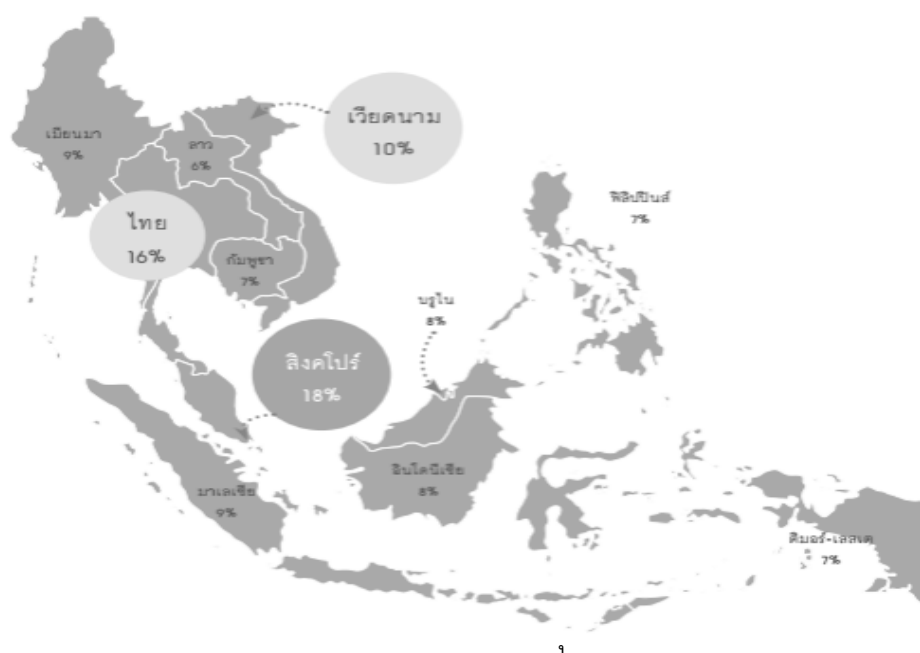 เวียดนาม
10%
เมียนมา
9%
ลาว
6%
ฟิลิปปินส์
7%
ไทย
16%
กัมพูชา
7%
บรูไน
8%
สิงคโปร์
18%
อินโดนีเซีย
8%
มาเลเซีย
9%
ติมอร์-เลสเต
7%